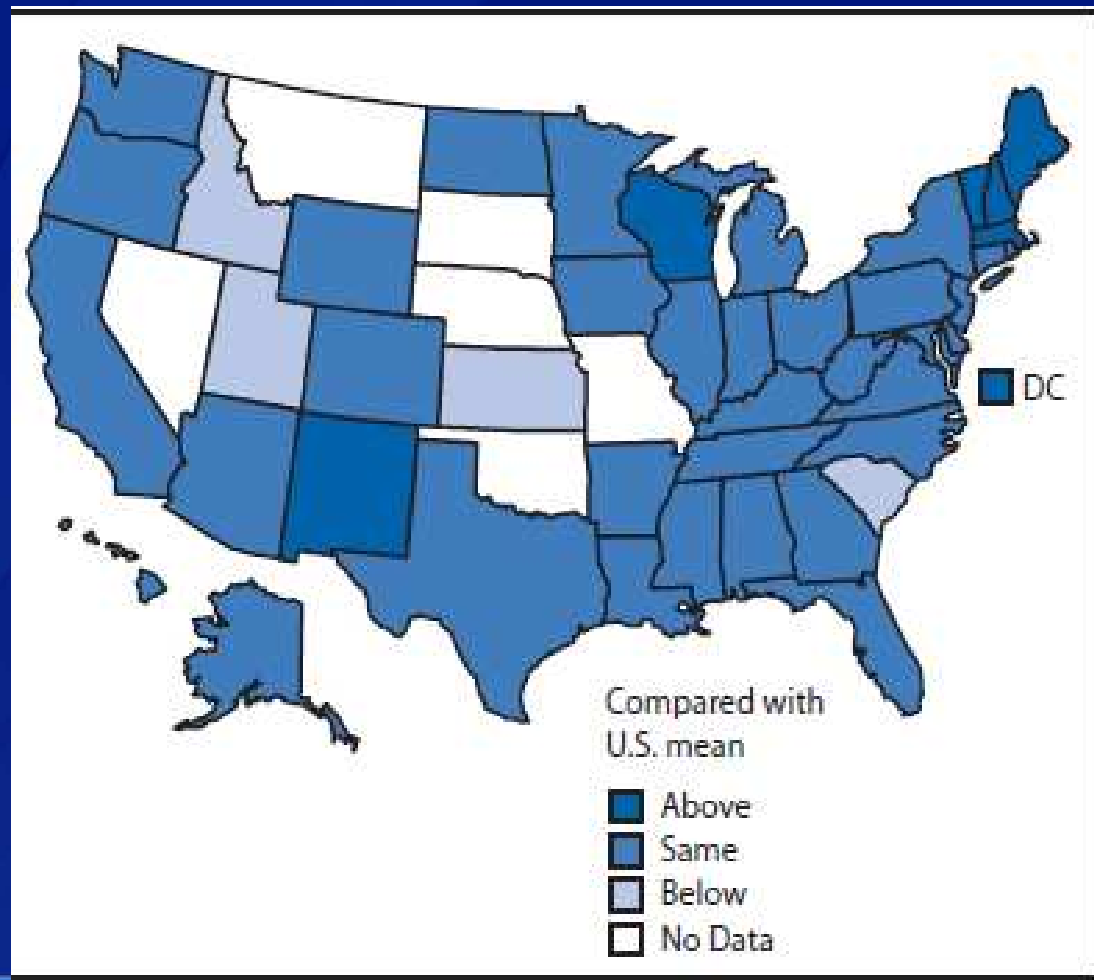 DC
Compared with
U.S. mean
Above
Same
Below
No Data